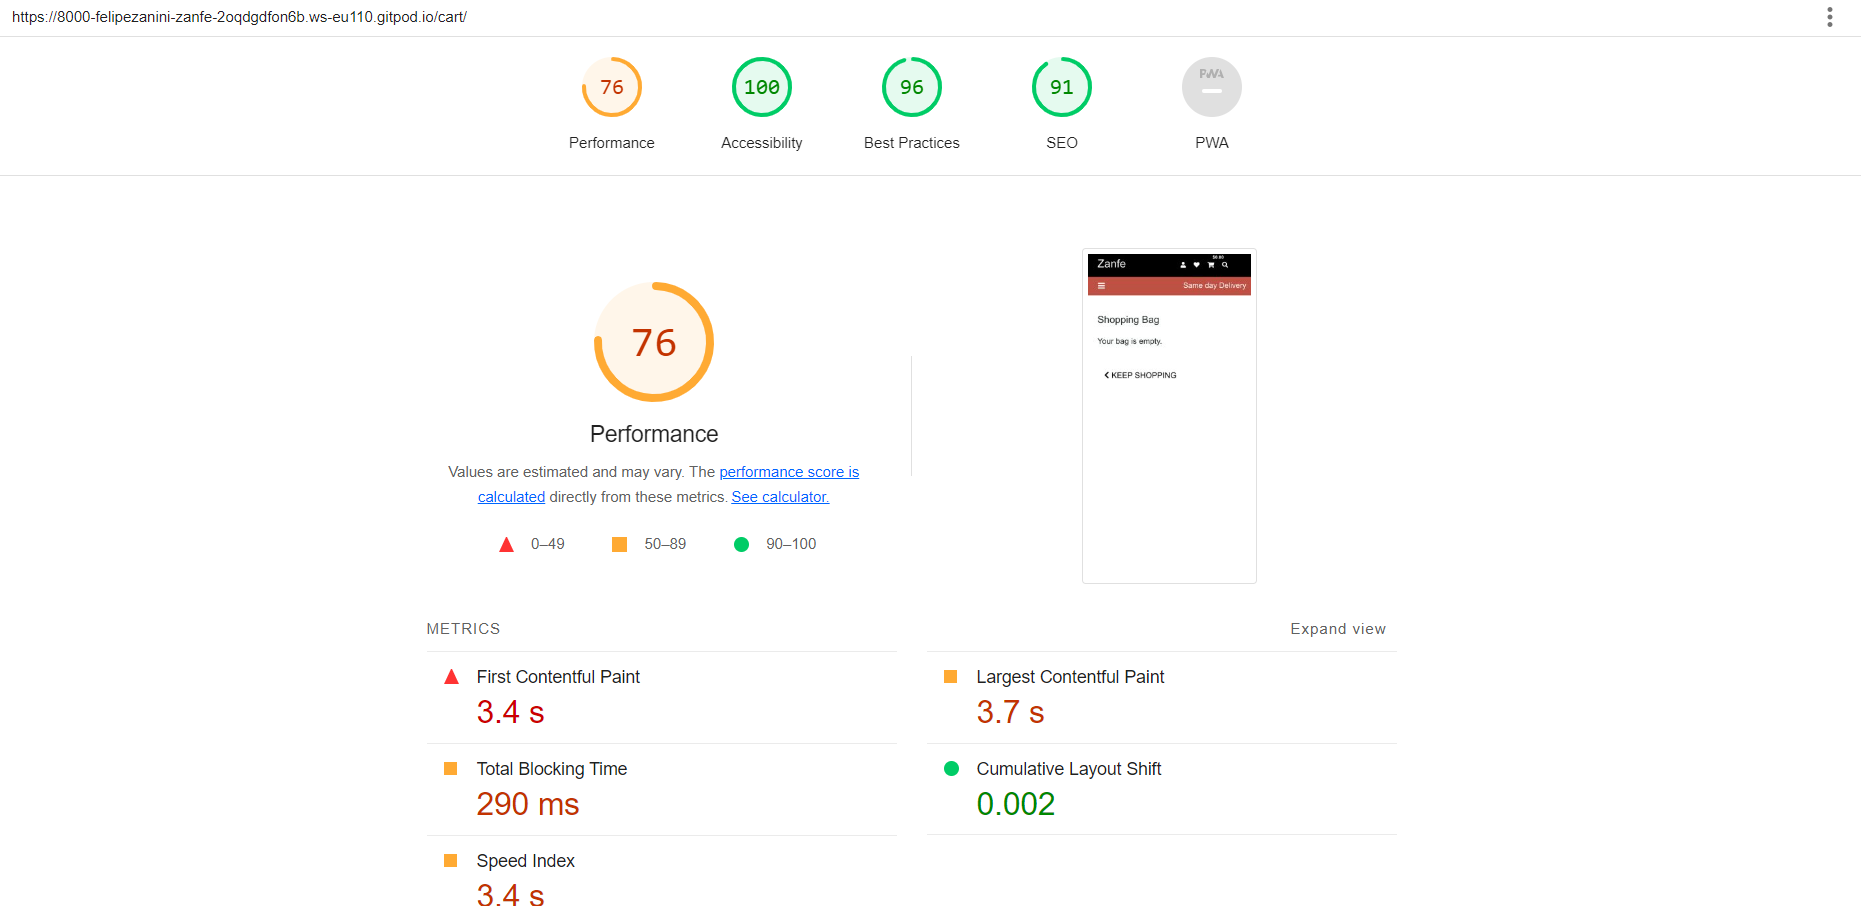 https://8000-felipezanini-zanfe-2oqdgdfon6b.ws-eu110.gitpod.io/cart/
76
100
96
91
PWA
Performance
Accessibility
Best Practices
SEO
PWA
76
Performance
Values are estimated and may vary. The performance score is
calculated directly from these metrics. See calculator.
0–49
50–89
90–100
Zanfe
$0.00
Same day Delivery
Shopping Bag
Your bag is empty.
KEEP SHOPPING
METRICS
Expand view
First Contentful Paint
3.4 s
Largest Contentful Paint
3.7 s
Total Blocking Time
290 ms
Cumulative Layout Shift
0.002
Speed Index
3.4 s